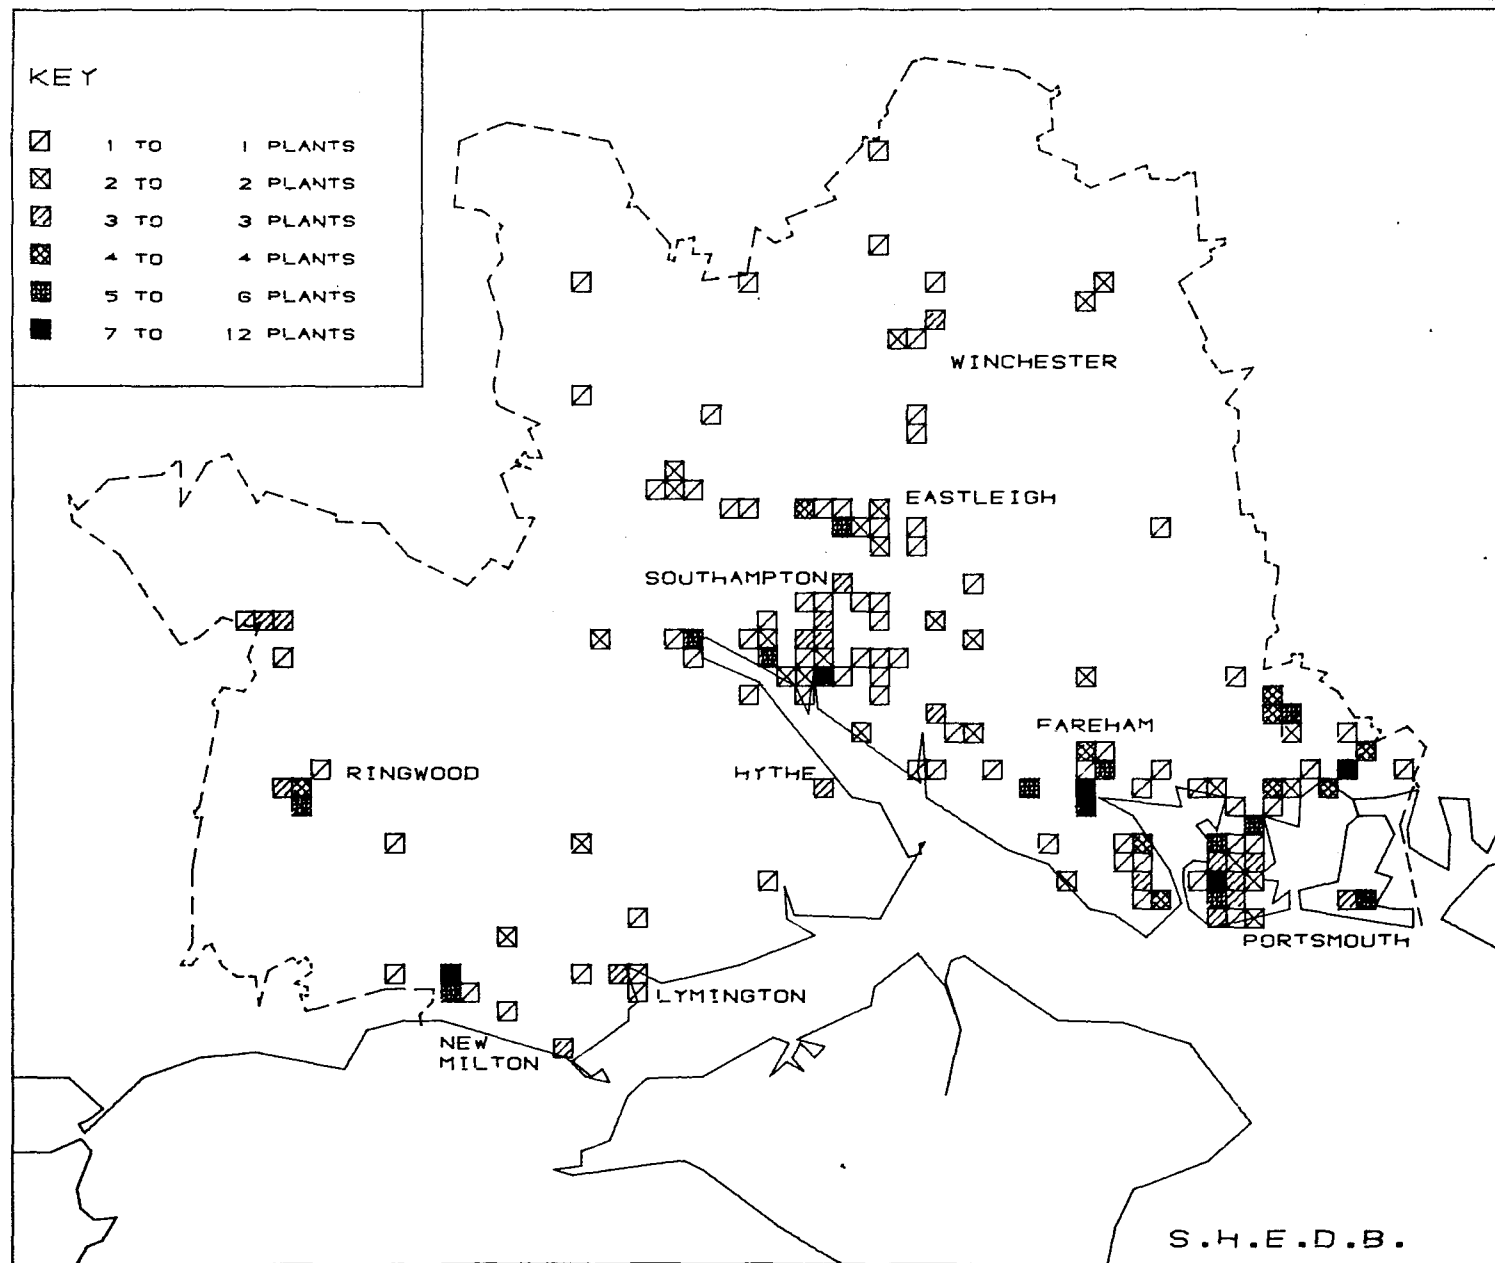 KEY
1 TO 1 PLANTS
2 TO 2 PLANTS
3 TO 3 PLANTS
4 TO 4 PLANTS
5 TO 6 PLANTS
7 TO 12 PLANTS
WINCHESTER
EASTLEIGH
SOUTHAMPTON
FAREHAM
RINGWOOD
HYTHE
PORTSMOUTH
LYMINGTON
NEW
MILTON
S.H.E.D.B.